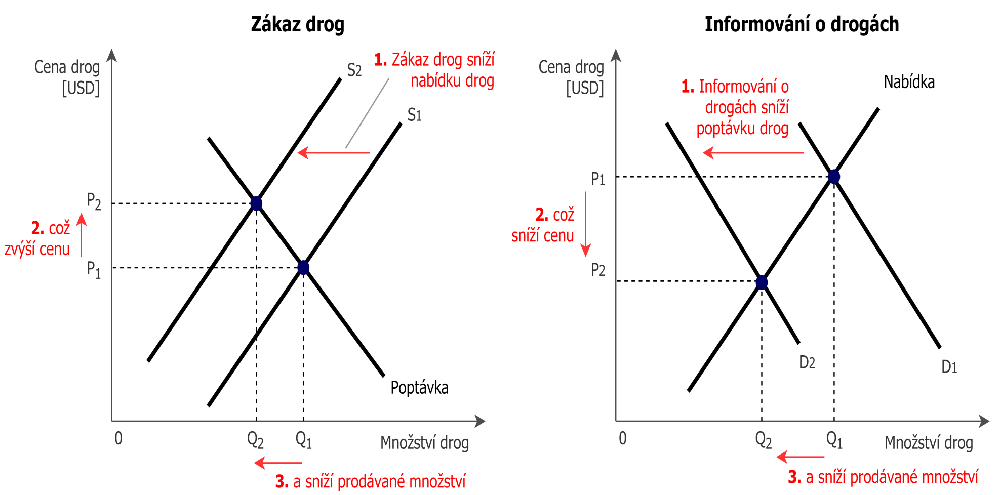 Zákaz drog
Cena drog
[USD]
S2
1. Zákaz drog sníží
nabídku drog
S1
P2
2. což
zvýší cenu
P1
Poptávka
0
Q2
Q1
Množství drog
3. a sníží prodávané množství
Informování o drogách
Cena drog
[USD]
1. Informování o
drogách sníží
poptávku drog
Nabídka
P1
2. což
sníží cenu
P2
D2
D1
0
Q2
Q1
Množství drog
3. a sníží prodávané množství